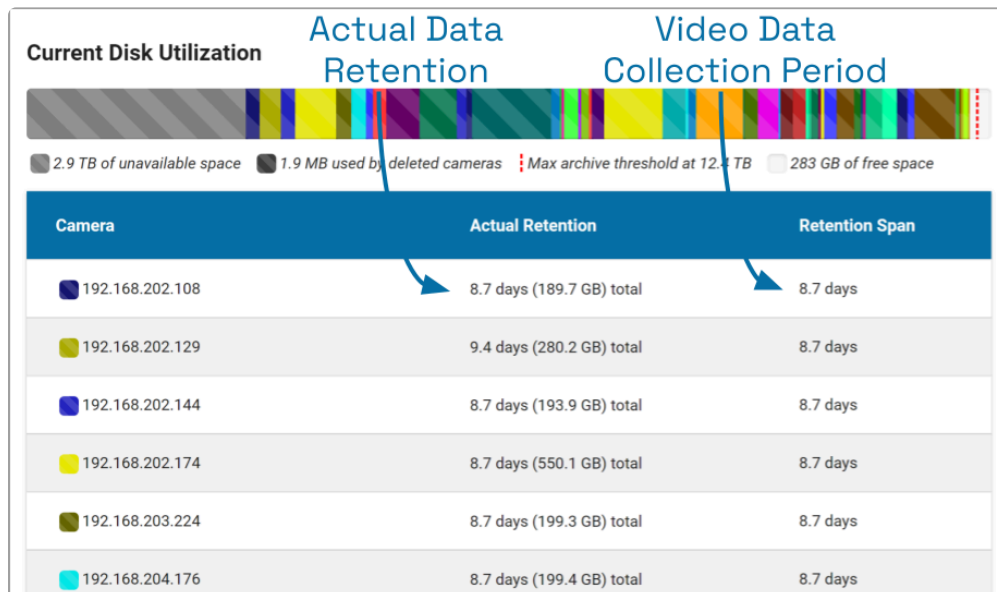 Current Disk Utilization
Actual Data
Retention
Video Data
Collection Period
2.9 TB of unavailable space 1.9 MB used by deleted cameras Max archive threshold at 12.4 TB 283 GB of free space
Camera Actual Retention Retention Span
192.168.202.108 8.7 days (189.7 GB) total 8.7 days
192.168.202.129 9.4 days (280.2 GB) total 8.7 days
192.168.202.144 8.7 days (193.9 GB) total 8.7 days
192.168.202.174 8.7 days (550.1 GB) total 8.7 days
192.168.203.224 8.7 days (199.3 GB) total 8.7 days
192.168.204.176 8.7 days (199.4 GB) total 8.7 days